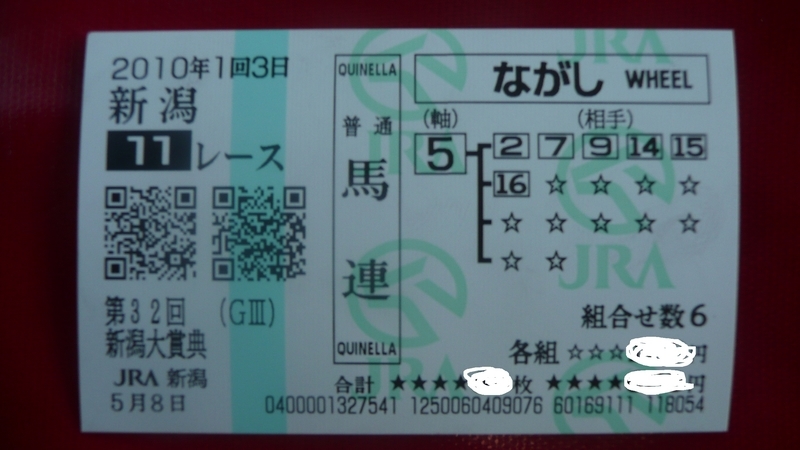 2010年1回3日
新潟
11レース
第32回 (GⅢ)
新潟大賞典
JRA 新潟
5月8日
QUINELLA
普通
馬連
QUINELLA
ながし WHEEL
(軸) (相手)
5 2 7 9 14 15
16 ☆ ☆ ☆ ☆
☆ ☆ ☆ ☆ ☆
☆ ☆
組合せ数6
各組 ☆☆☆ 円
合計 ★★★★ 枚 ★★★★ 円
0400001327541 1250060409076 60169111 118054
JRA
JRA
JRA
JRA